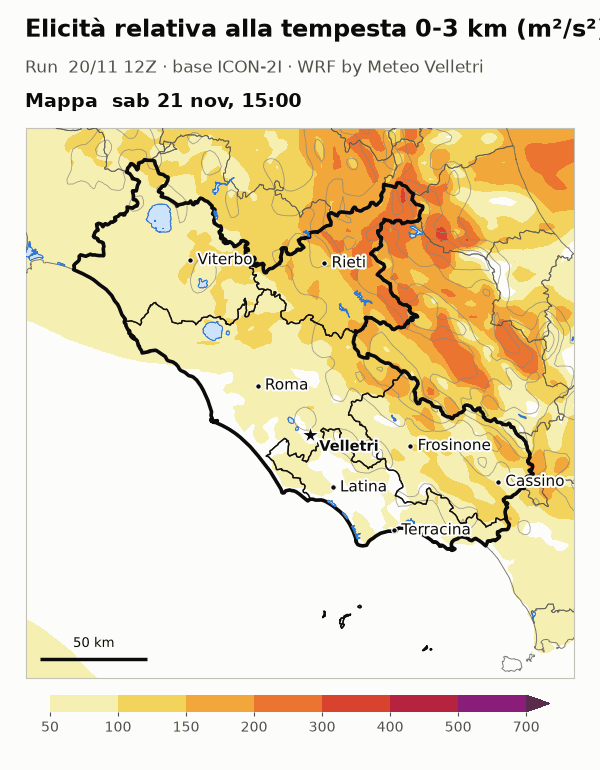 Elicità relativa alla tempesta 0-3 km (m²/s²)
Run 20/11 12Z · base ICON-2I · WRF by Meteo Velletri
Mappa sab 21 nov, 15:00
Viterbo
Rieti
Roma
Velletri
Frosinone
Cassino
Latina
Terracina
50 km
50 100 150 200 300 400 500 700